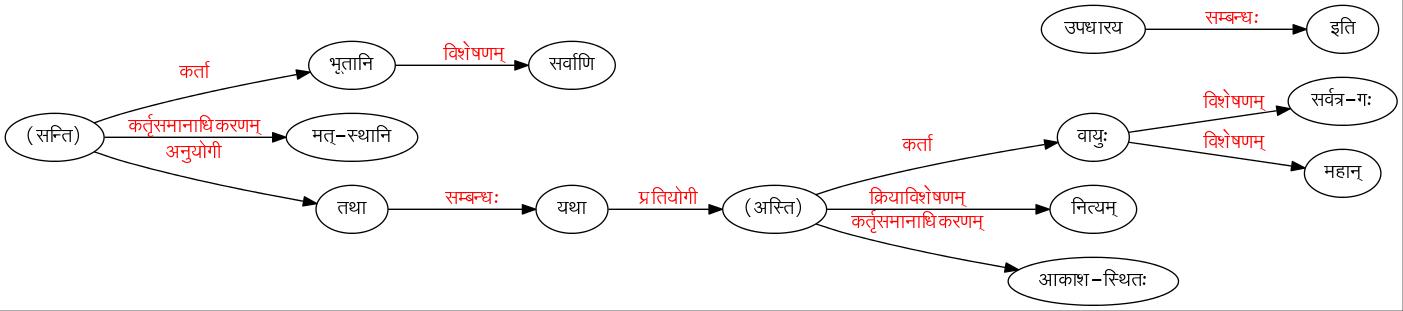 उपधारय
सम्बन्धः
इति
कर्ता
भूतानि
विशेषणम्
सर्वाणि
(सन्ति)
कर्तृसमानाधिकरणम्
मत्-स्थानि
अनुयोगी
तथा
सम्बन्धः
यथा
प्रतियोगी
(अस्ति)
कर्ता
वायुः
विशेषणम्
सर्वत्र-गः
विशेषणम्
महान्
क्रियाविशेषणम्
नित्यम्
कर्तृसमानाधिकरणम्
आकाश-स्थितः